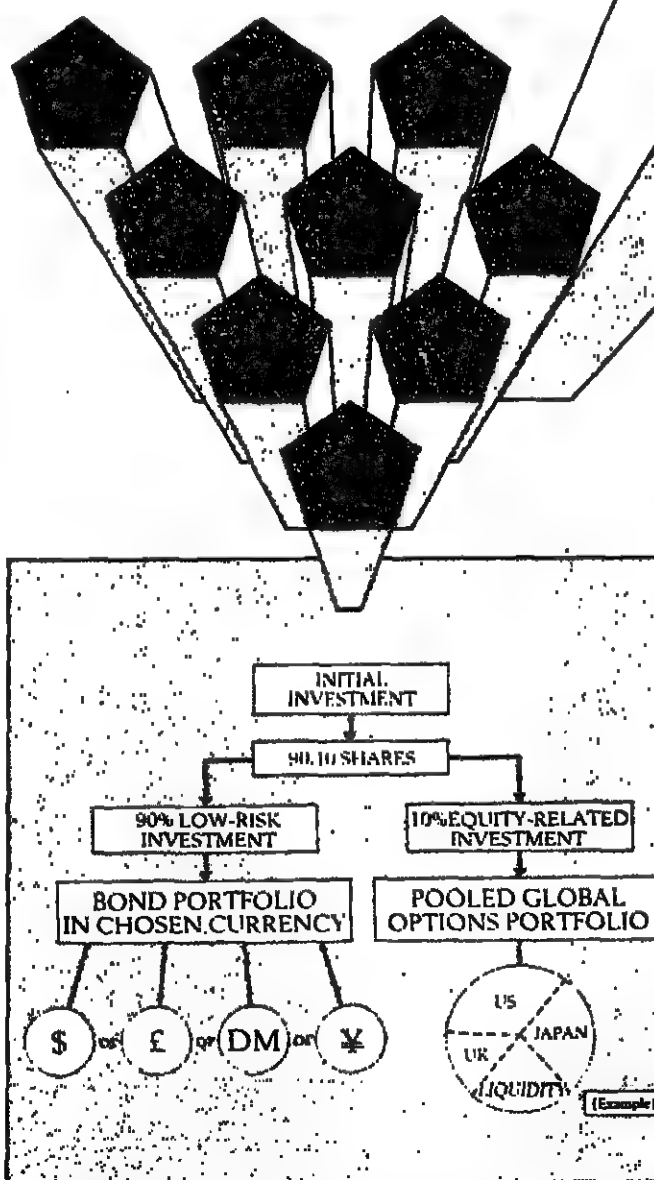 INITIAL
INVESTMENT
90:10 SHARES
90% LOW-RISK
INVESTMENT
10% EQUITY-RELATED
INVESTMENT
BOND PORTFOLIO
IN CHOSEN CURRENCY
POOLED GLOBAL
OPTIONS PORTFOLIO
$ or £ or DM or ¥
US
JAPAN
UK
LIQUIDITY
(Example)